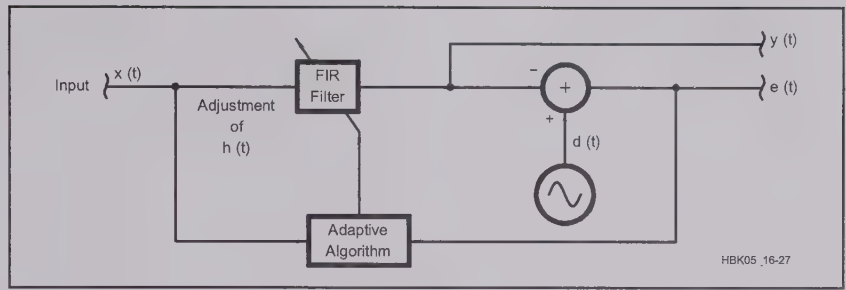 Input
x (t)
Adjustment
of
h (t)
FIR
Filter
−
+
+
d (t)
y (t)
e (t)
Adaptive
Algorithm
HBK05_16-27